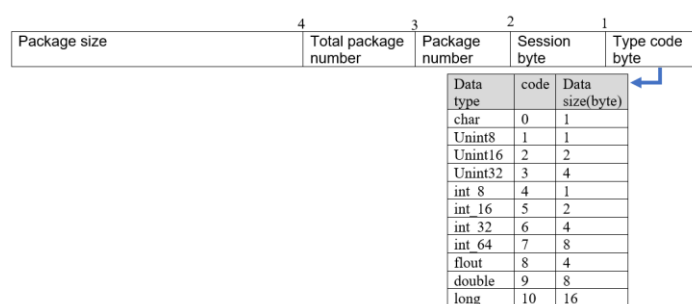 4 3 2 1
Package size Total package Package Session Type code
number number byte byte
Data code Data
type size(byte)
char 0 1
Unint8 1 1
Unint16 2 2
Unint32 3 4
int_8 4 1
int_16 5 2
int_32 6 4
int_64 7 8
flout 8 4
double 9 8
long 10 16